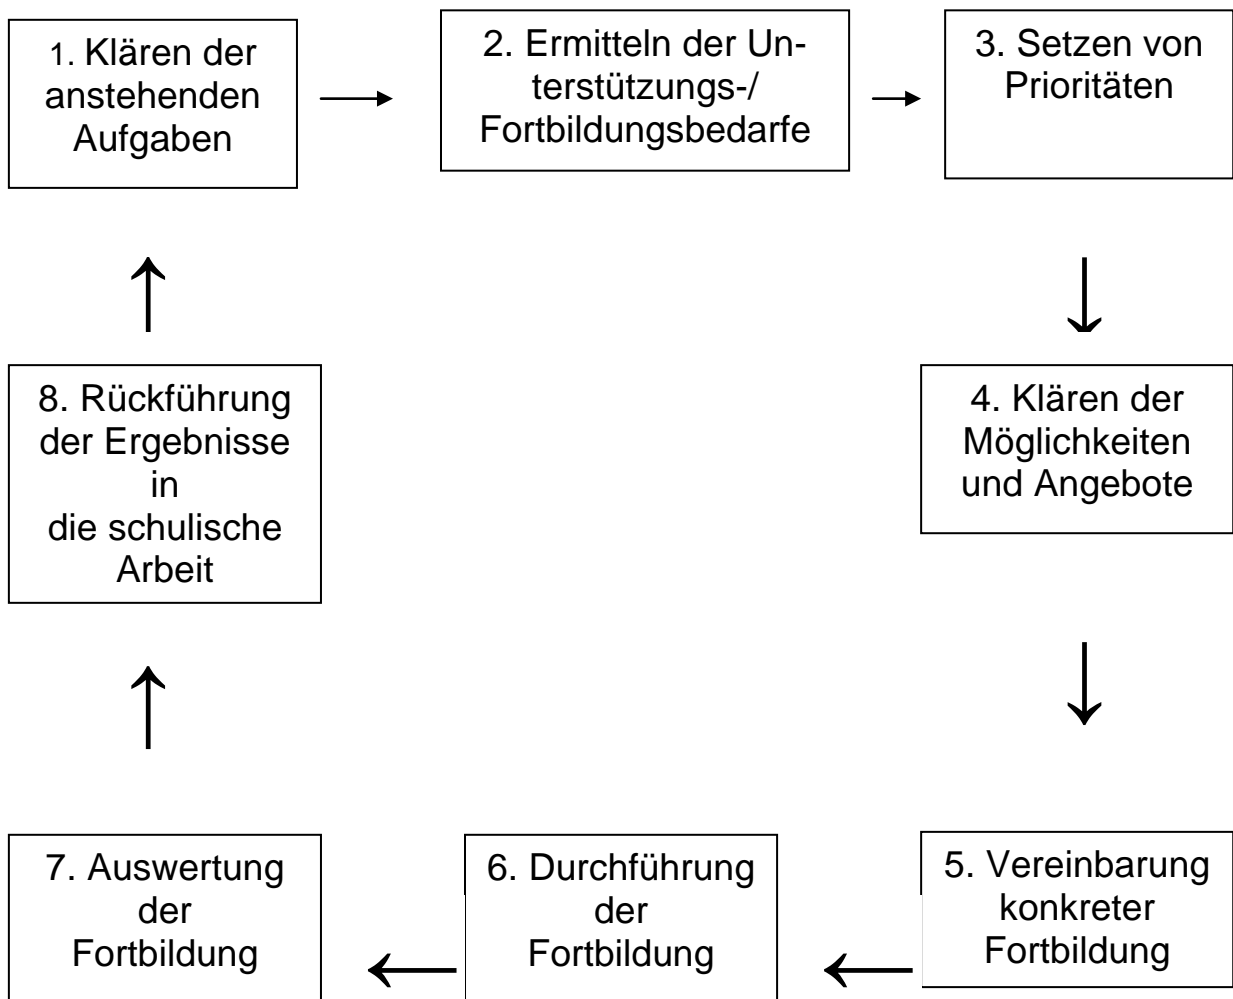 1. Klären der
anstehenden
Aufgaben
2. Ermitteln der Un-
terstützungs-/
Fortbildungsbedarfe
3. Setzen von
Prioritäten
4. Klären der
Möglichkeiten
und Angebote
5. Vereinbarung
konkreter
Fortbildung
6. Durchführung
der
Fortbildung
7. Auswertung
der
Fortbildung
8. Rückführung
der Ergebnisse
in
die schulische
Arbeit